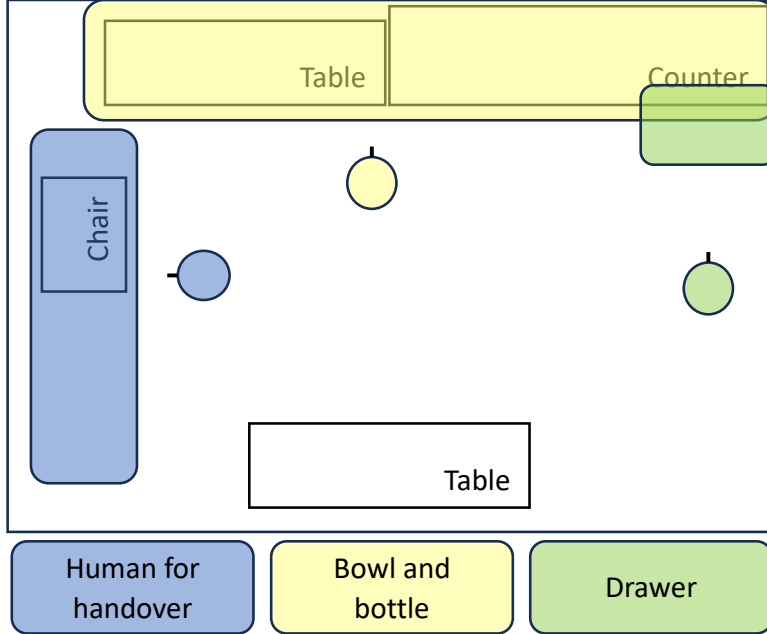 Table
Counter
Chair
Table
Human for
handover
Bowl and
bottle
Drawer